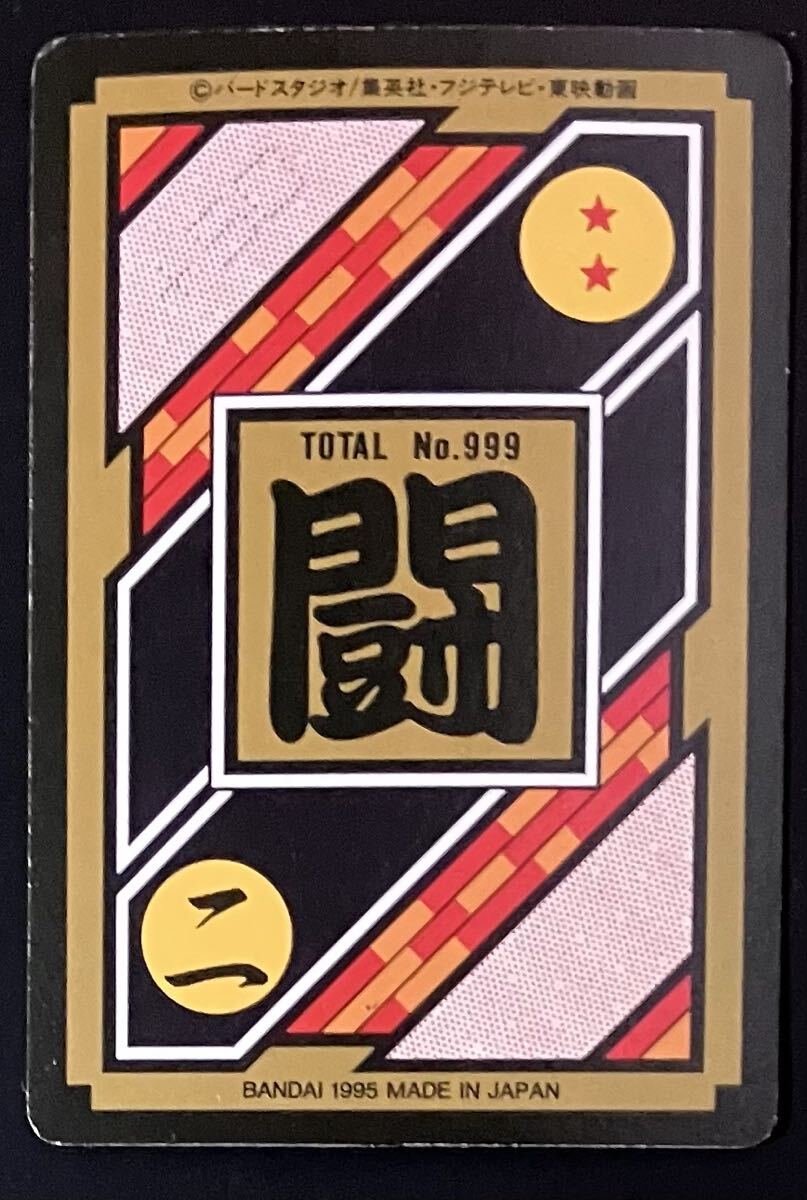 ©バードスタジオ/集英社・フジテレビ・東映動画
TOTAL No.999
闘
二
BANDAI 1995 MADE IN JAPAN